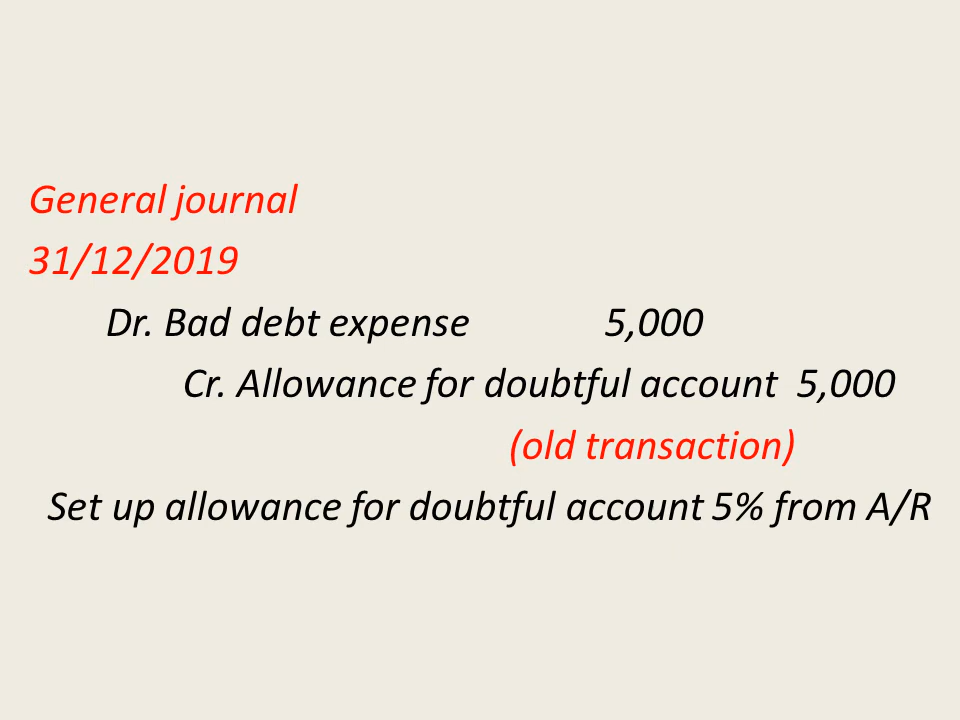 General journal
31/12/2019
Dr. Bad debt expense 5,000
Cr. Allowance for doubtful account 5,000
(old transaction)
Set up allowance for doubtful account 5% from A/R